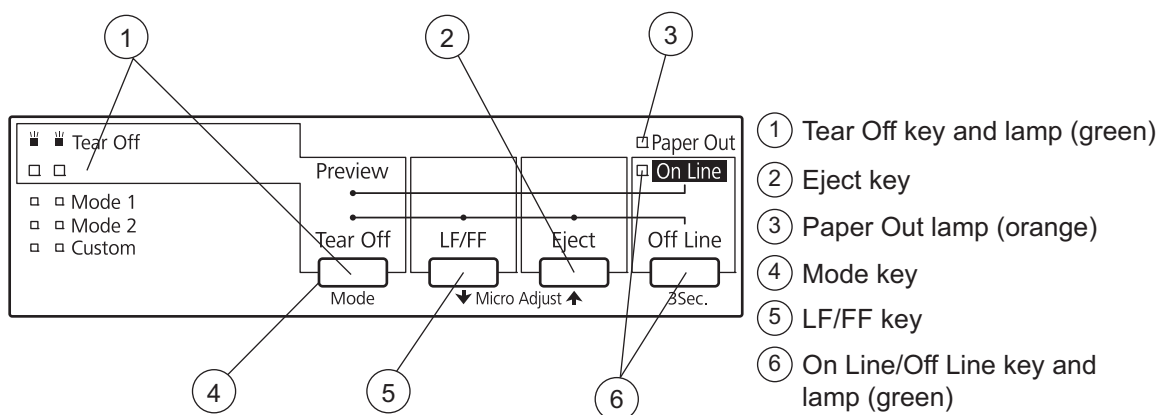 1
2
3
Tear Off
Paper Out
Preview
On Line
Mode 1
Mode 2
Custom
Tear Off
LF/FF
Eject
Off Line
Mode
Micro Adjust
3Sec.
4
5
6
1 Tear Off key and lamp (green)
2 Eject key
3 Paper Out lamp (orange)
4 Mode key
5 LF/FF key
6 On Line/Off Line key and
lamp (green)